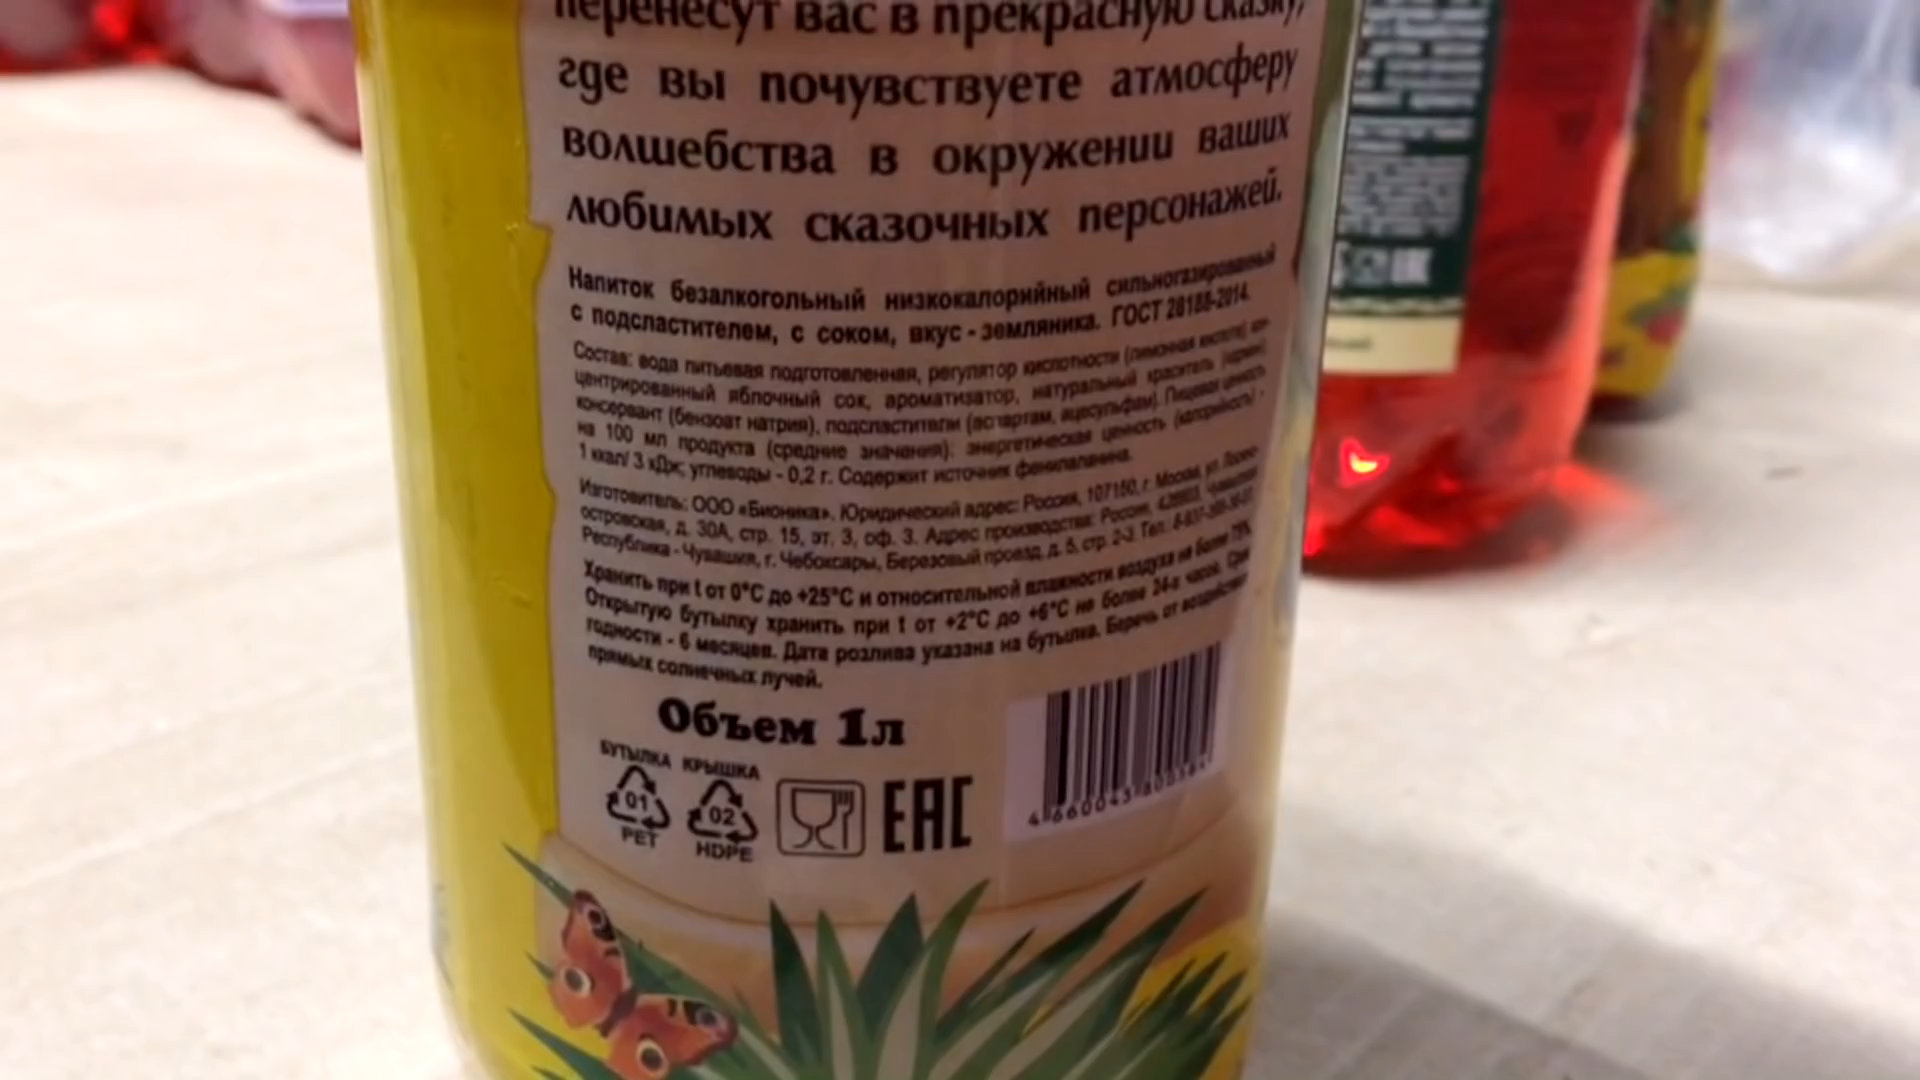 перенесут вас в прекрасную сказку,
где вы почувствуете атмосферу
волшебства в окружении ваших
любимых сказочных персонажей.
Напиток безалкогольный низкокалорийный сильногазированный
с подсластителем, с соком, вкус - земляника. ГОСТ 28188-2014.
Состав: вода питьевая подготовленная, регулятор кислотности (лимонная кислота), кон-
центрированный яблочный сок, ароматизатор, натуральный краситель (кармин),
консервант (бензоат натрия), подсластители (аспартам, ацесульфам). Пищевая ценность
на 100 мл продукта (средние значения): энергетическая ценность (калорийность) -
1 ккал/ 3 кДж; углеводы - 0,2 г. Содержит источник фенилаланина.
Изготовитель: ООО «Бионика». Юридический адрес: Россия, 107150, г. Москва, ул. Лосино-
островская, д. 30А, стр. 15, эт. 3, оф. 3. Адрес производства: Россия, Чувашская
Республика - Чувашия, г. Чебоксары, Березовый проезд, д. 5, стр. 2-3. Тел.:
Хранить при t от 0°C до +25°C и относительной влажности воздуха не более 75%.
Открытую бутылку хранить при t от +2°C до +6°C не более 24-х часов. Срок
годности - 6 месяцев. Дата розлива указана на бутылке. Беречь от воздействия
прямых солнечных лучей.
Объем 1л
БУТЫЛКА КРЫШКА
01 02
PET HDPE
EAC